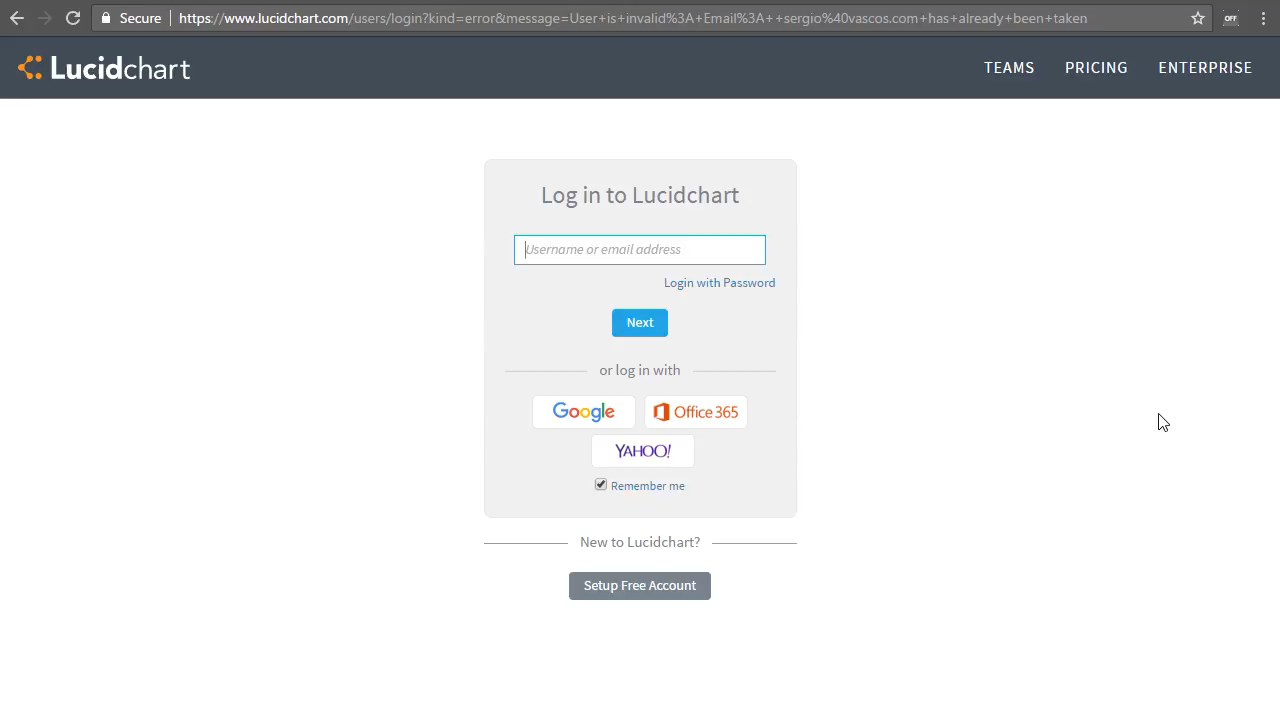 Secure https://www.lucidchart.com/users/login?kind=error&message=User+is+invalid%3A+Email%3A++sergio%40vascos.com+has+already+been+taken
OFF
Lucidchart
TEAMS PRICING ENTERPRISE
Log in to Lucidchart
Username or email address
Login with Password
Next
or log in with
Google Office 365
YAHOO!
Remember me
New to Lucidchart?
Setup Free Account